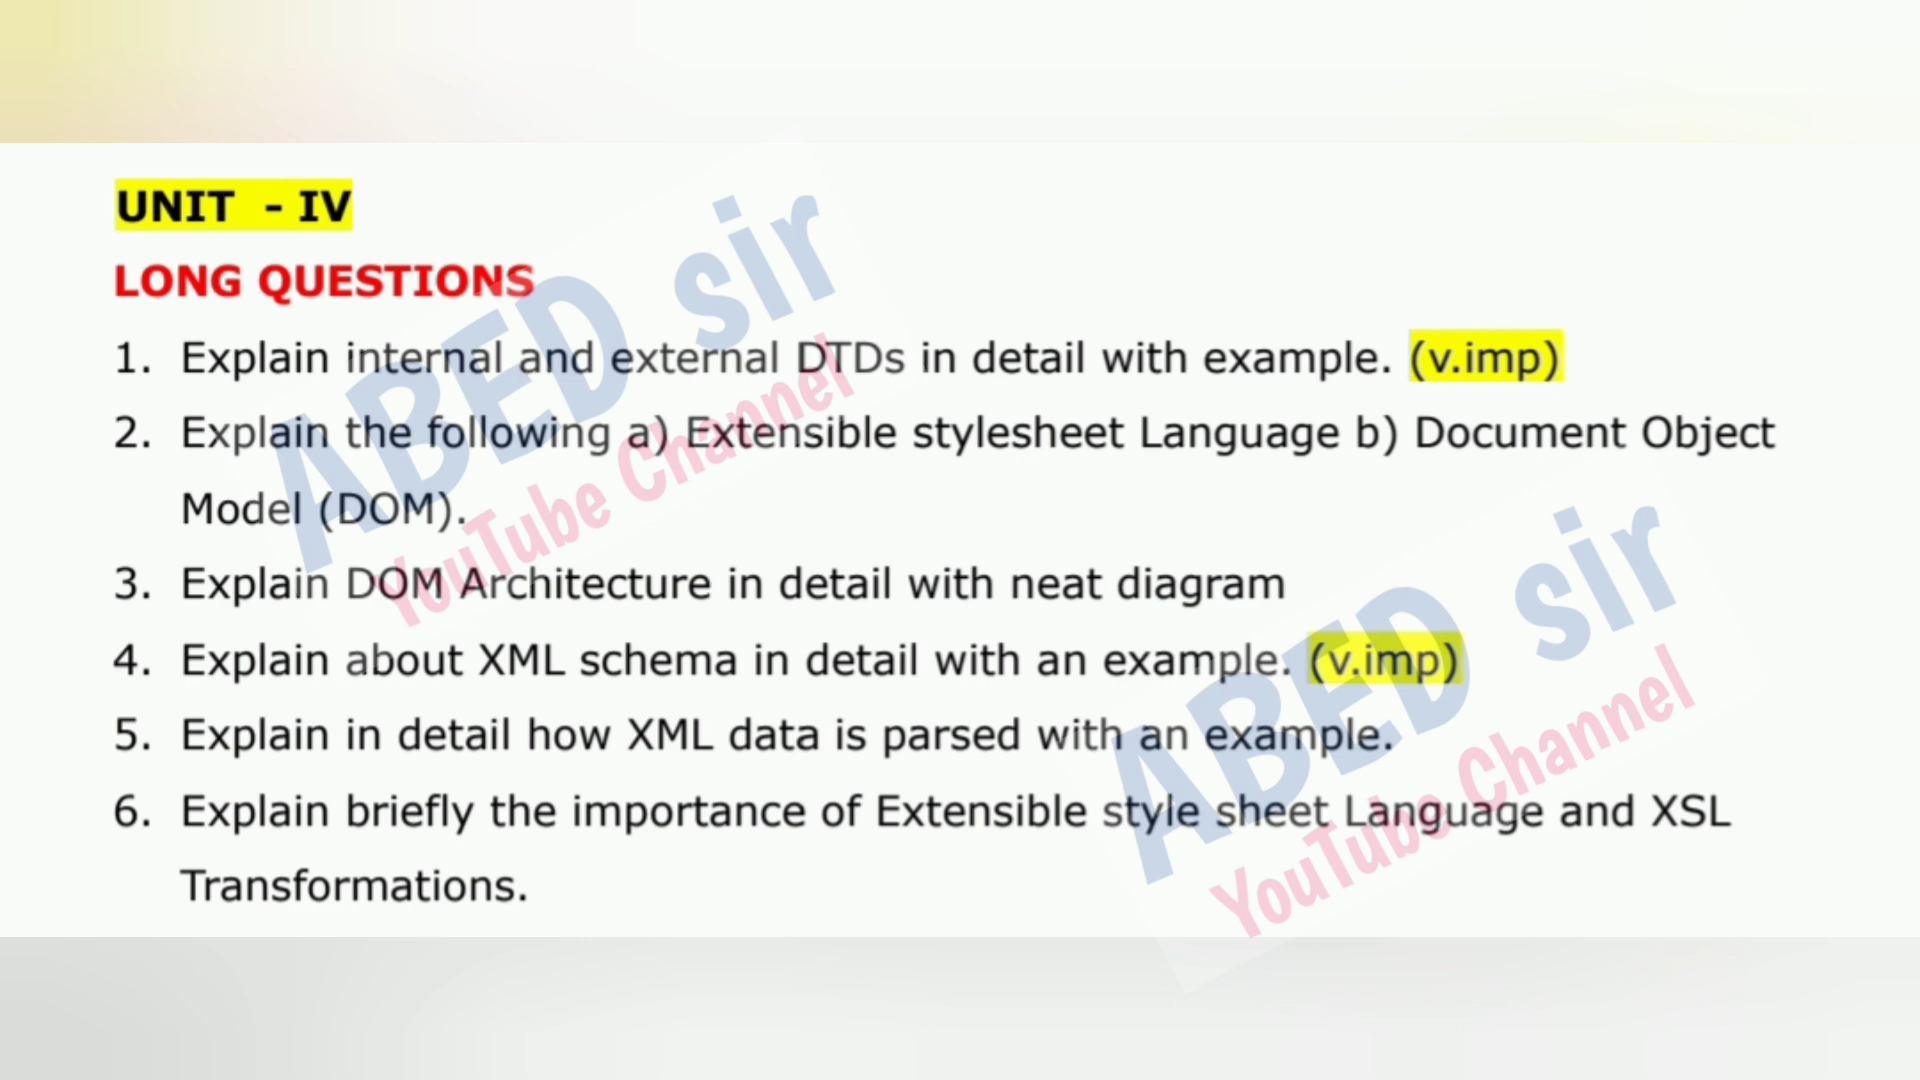 UNIT - IV
LONG QUESTIONS
1. Explain internal and external DTDs in detail with example. (v.imp)
2. Explain the following a) Extensible stylesheet Language b) Document Object
Model (DOM).
3. Explain DOM Architecture in detail with neat diagram
4. Explain about XML schema in detail with an example. (v.imp)
5. Explain in detail how XML data is parsed with an example.
6. Explain briefly the importance of Extensible style sheet Language and XSL
Transformations.
ABED sir
YouTube Channel
ABED sir
YouTube Channel